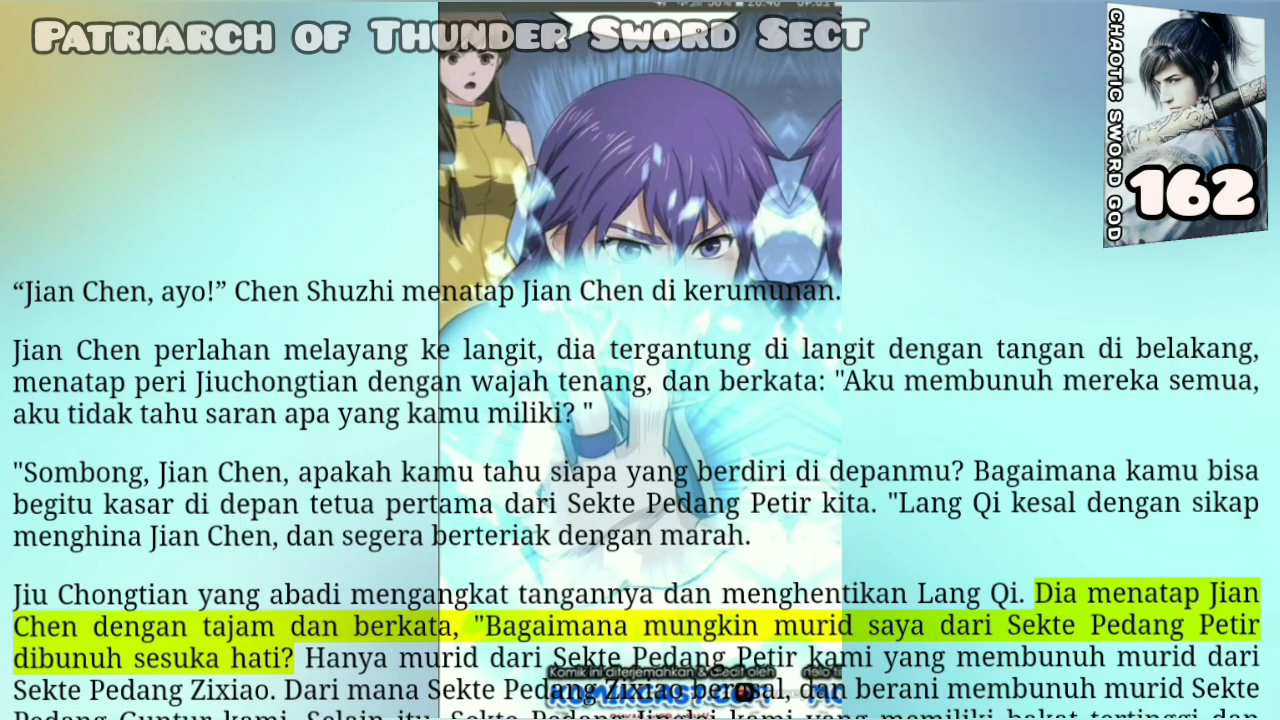 PATRIARCH OF THUNDER SWORD SECT
CHAOTIC SWORD GOD
162
“Jian Chen, ayo!” Chen Shuzhi menatap Jian Chen di kerumunan.
Jian Chen perlahan melayang ke langit, dia tergantung di langit dengan tangan di belakang,
menatap peri Jiuchongtian dengan wajah tenang, dan berkata: "Aku membunuh mereka semua,
aku tidak tahu saran apa yang kamu miliki? "
"Sombong, Jian Chen, apakah kamu tahu siapa yang berdiri di depanmu? Bagaimana kamu bisa
begitu kasar di depan tetua pertama dari Sekte Pedang Petir kita. "Lang Qi kesal dengan sikap
menghina Jian Chen, dan segera berteriak dengan marah.
Jiu Chongtian yang abadi mengangkat tangannya dan menghentikan Lang Qi. Dia menatap Jian
Chen dengan tajam dan berkata, "Bagaimana mungkin murid saya dari Sekte Pedang Petir
dibunuh sesuka hati? Hanya murid dari Sekte Pedang Petir kami yang membunuh murid dari
Sekte Pedang Zixiao. Dari mana Sekte Pedang Zixiao berasal, dan berani membunuh murid Sekte
Komik ini diterjemahkan & Credit oleh